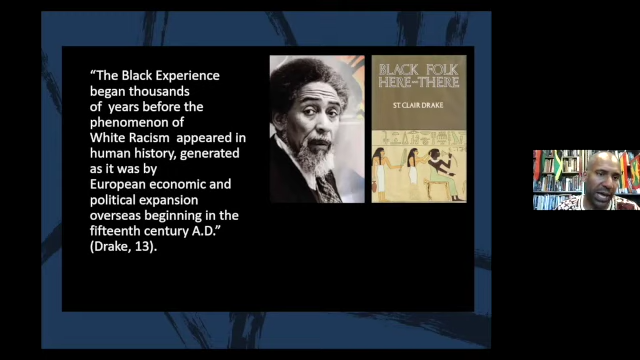 “The Black Experience
began thousands
of  years before the
phenomenon of
White Racism  appeared in
human history, generated
as it was by
European economic and
political expansion
overseas beginning in the
fifteenth century A.D.”
(Drake, 13).
BLACK FOLK
HERE–THERE
ST. CLAIR DRAKE